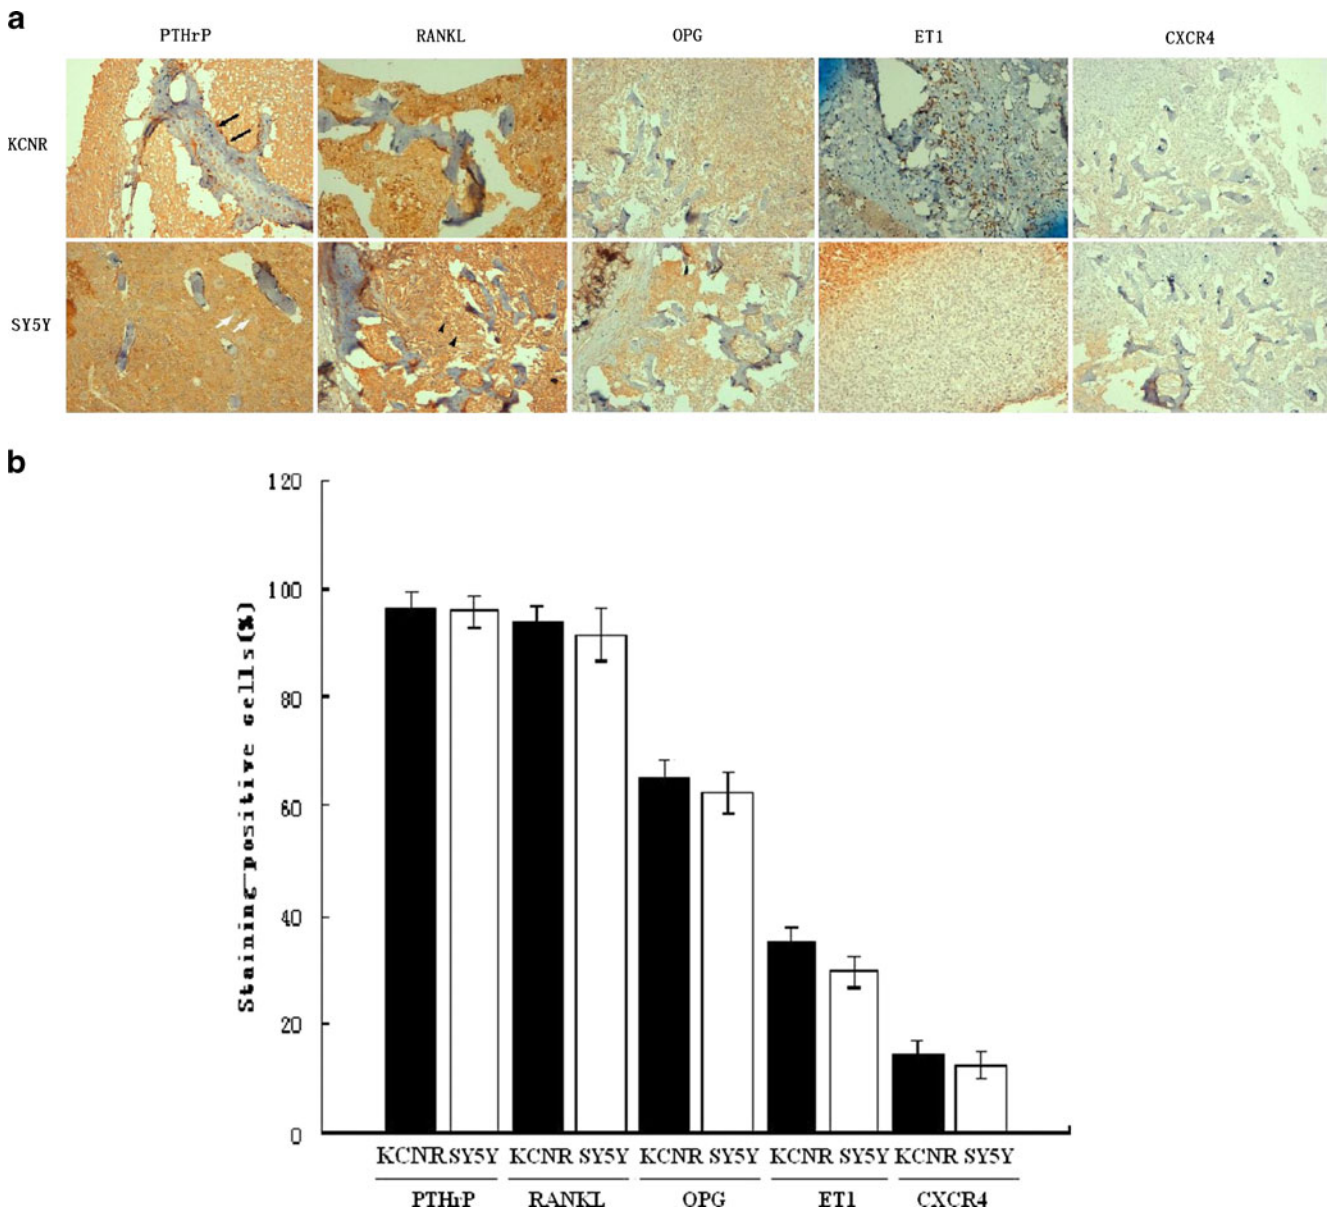 a
PTHrP RANKL OPG ET1 CXCR4
KCNR
SY5Y
b
120
100
80
60
40
20
0
Staining positive cells(%)
KCNR SY5Y KCNR SY5Y KCNR SY5Y KCNR SY5Y KCNR SY5Y
PTHrP RANKL OPG ET1 CXCR4